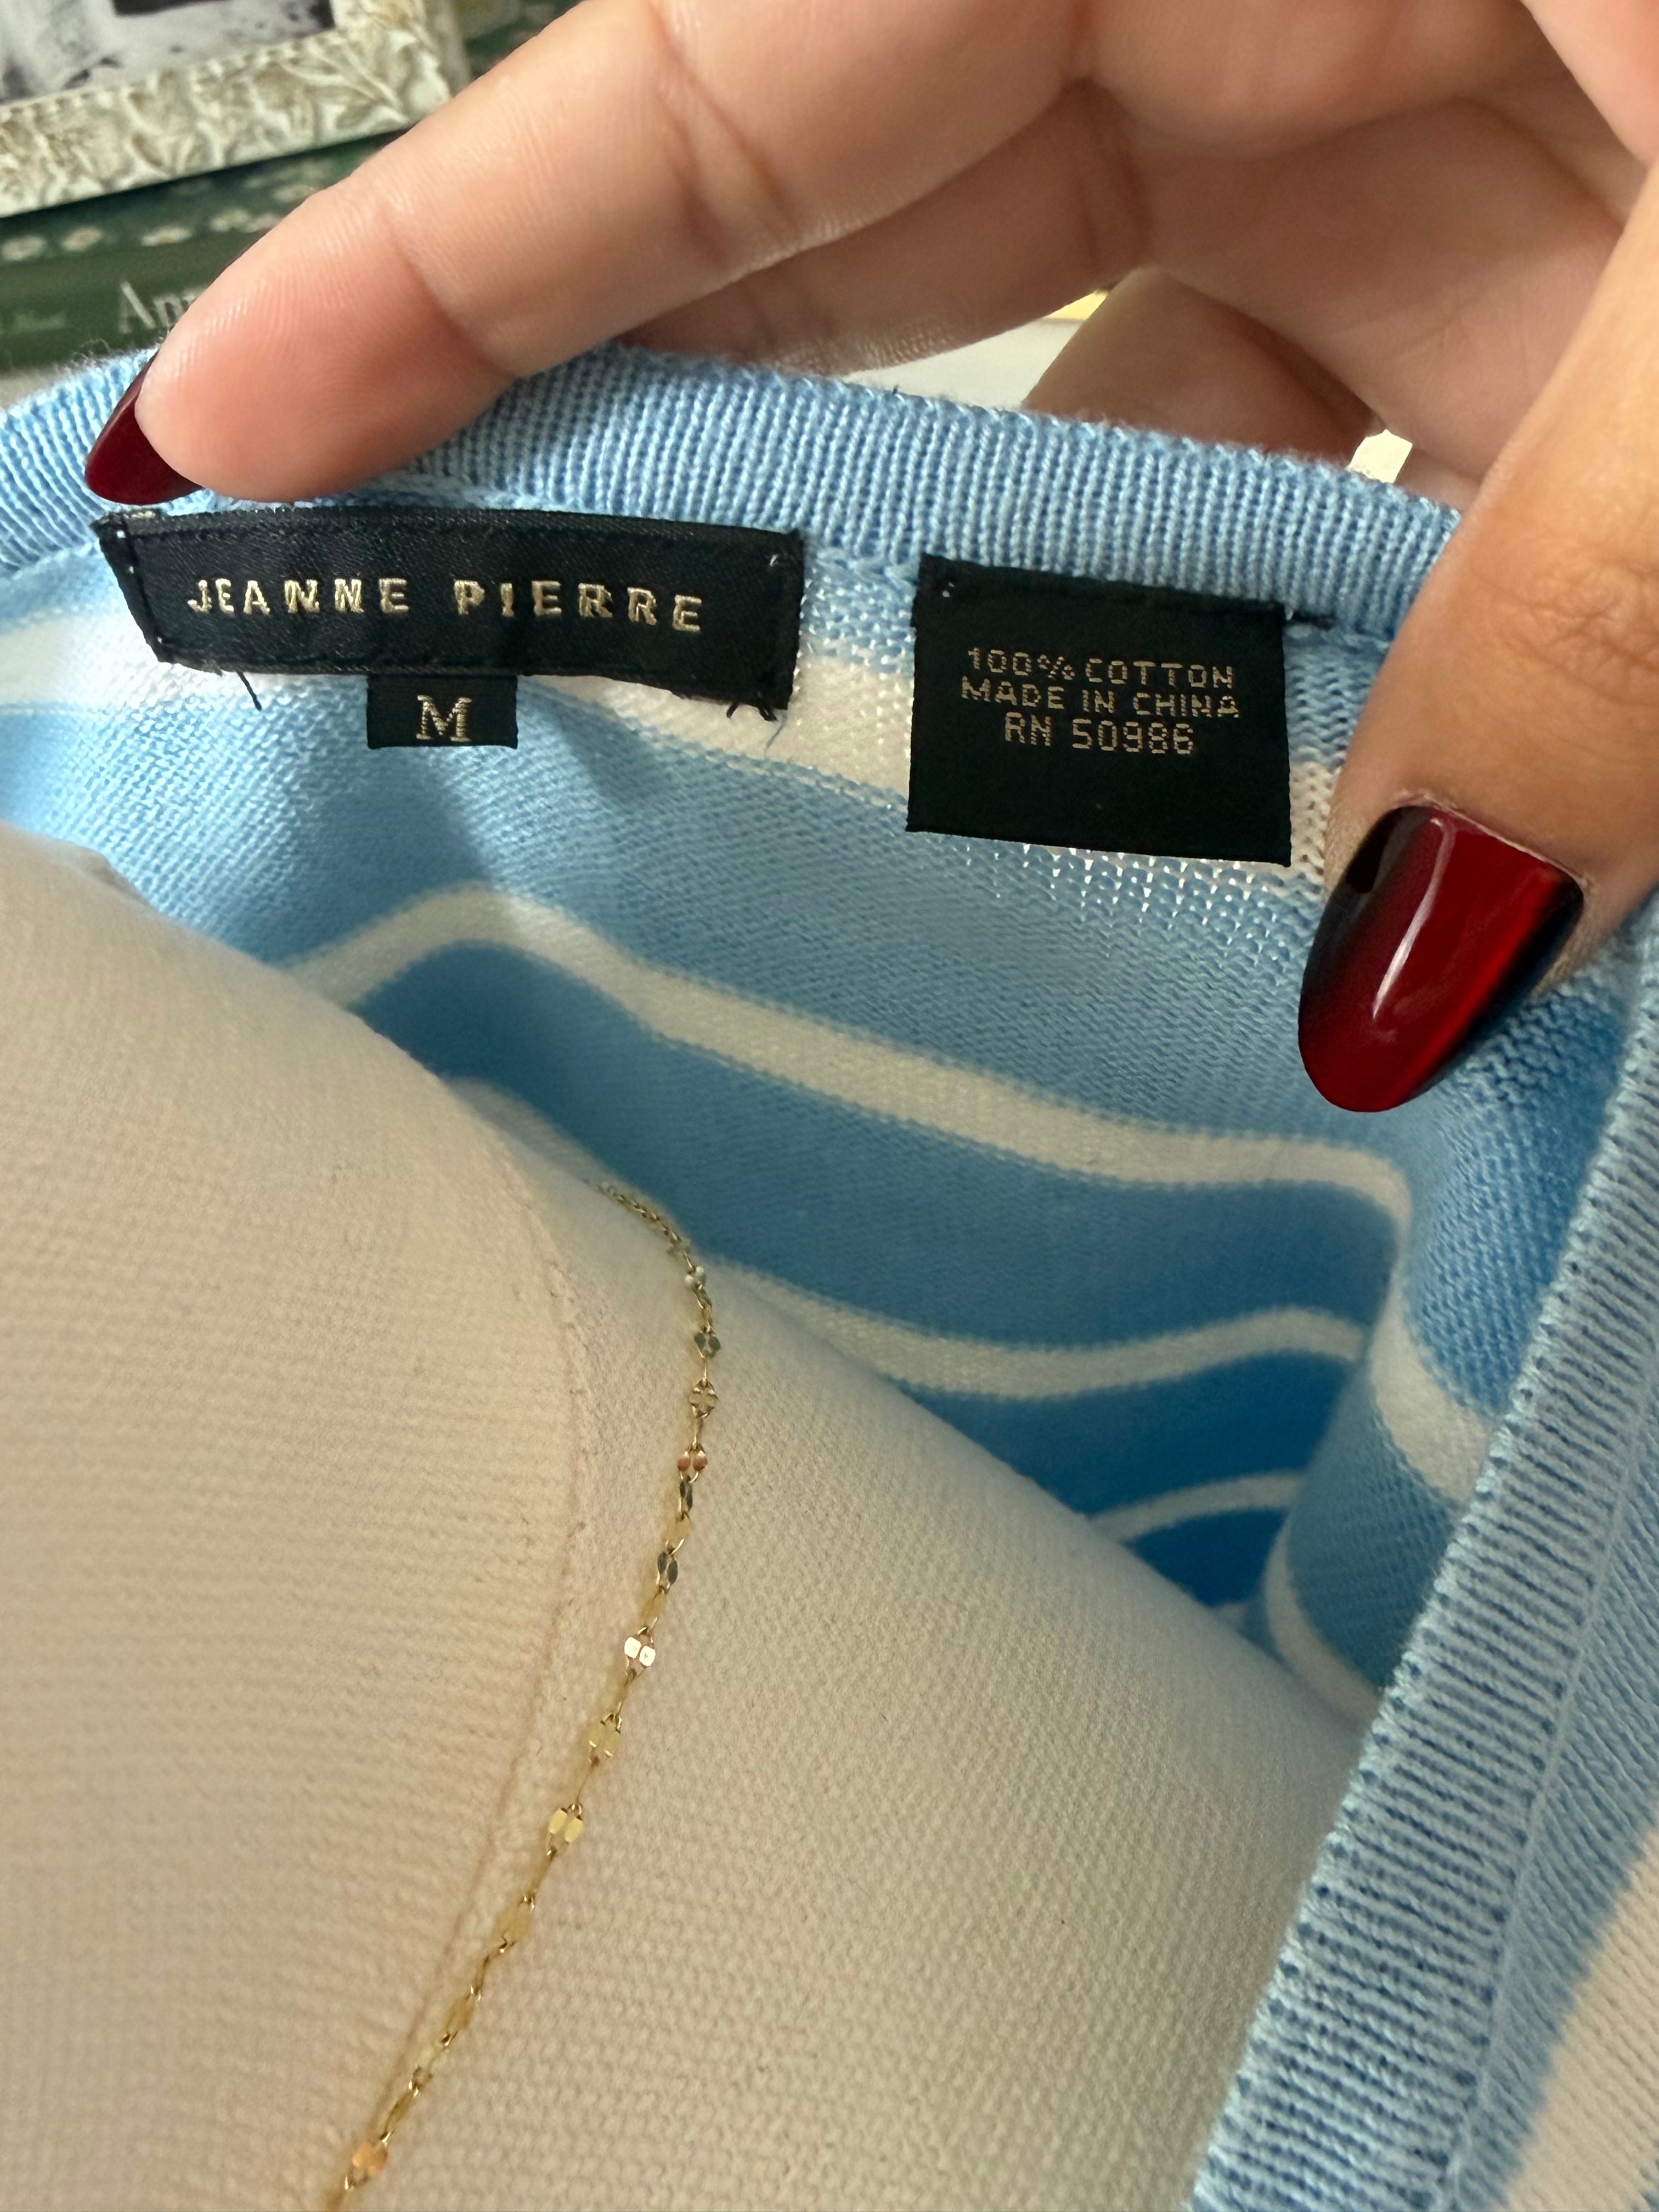 JEANNE PIERRE
M
100% COTTON
MADE IN CHINA
RN 50986